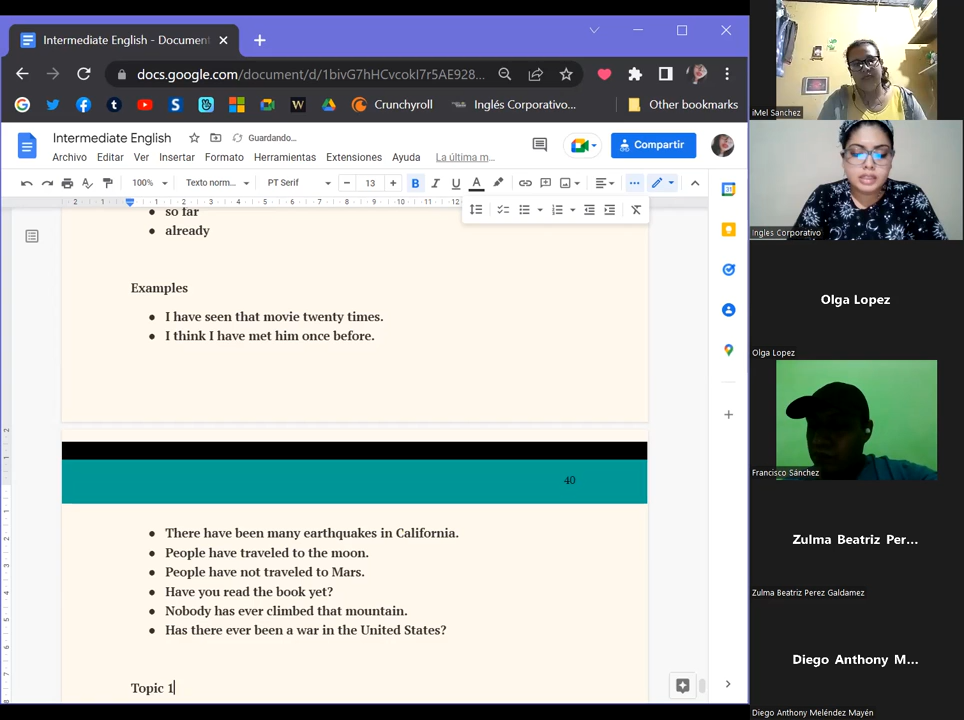 Intermediate English - Document
docs.google.com/document/d/1bivG7hHCvcokI7r5AE928...
Crunchyroll
Inglés Corporativo...
Other bookmarks
Intermediate English
Guardando...
Archivo Editar Ver Insertar Formato Herramientas Extensiones Ayuda La última m...
Compartir
100% Texto norm... PT Serif 13
so far
already
Examples
I have seen that movie twenty times.
I think I have met him once before.
40
There have been many earthquakes in California.
People have traveled to the moon.
People have not traveled to Mars.
Have you read the book yet?
Nobody has ever climbed that mountain.
Has there ever been a war in the United States?
Topic 1
iMel Sanchez
Ingles Corporativo
Olga Lopez
Olga Lopez
Francisco Sánchez
Zulma Beatriz Per...
Zulma Beatriz Perez Galdamez
Diego Anthony M...
Diego Anthony Meléndez Mayén